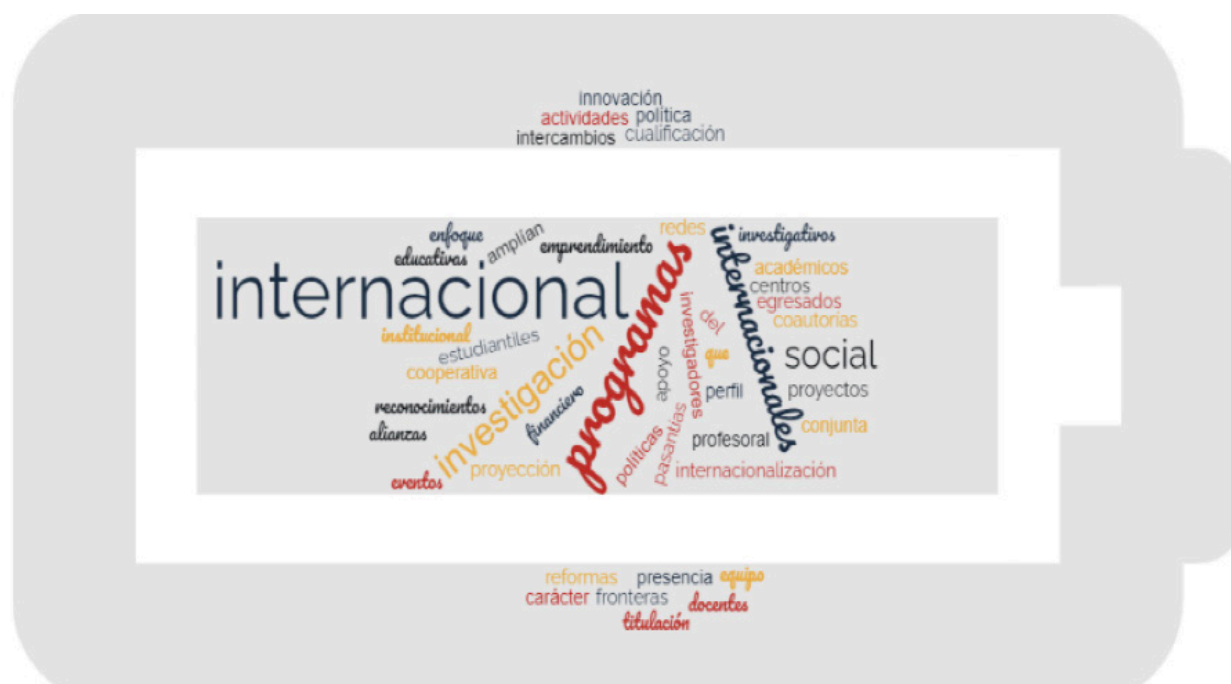 innovación
actividades política
intercambios cualificación
redes
enfoque
amplían
emprendimiento
internacionales
investigativos
educativas
internacional
programas
académicos
centros
egresados
coautorías
investigadores
del
institucional
estudiantiles
investigación
que
social
apoyo
cooperativa
perfil
proyectos
reconocimientos
financiero
alianzas
políticas
pasantías
profesoral
conjunta
eventos
proyección
internacionalización
reformas presencia equipo
carácter fronteras docentes
titulación